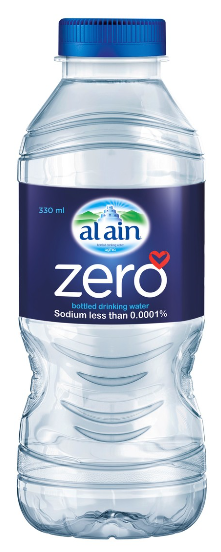 330 ml
al ain
zero
bottled drinking water
Sodium less than 0.0001%